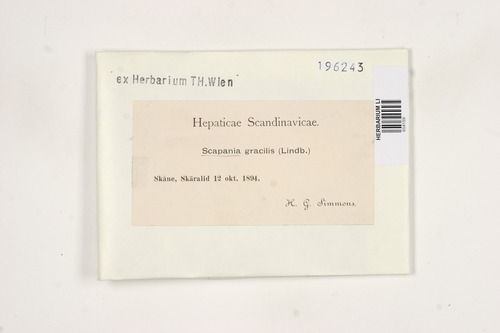 196243
ex Herbarium TH.Wien
HERBARIUM LI
Hepaticae Scandinavicae.
Scapania gracilis (Lindb.)
Skåne, Skäralid 12 okt. 1894.
H. G. Simmons.